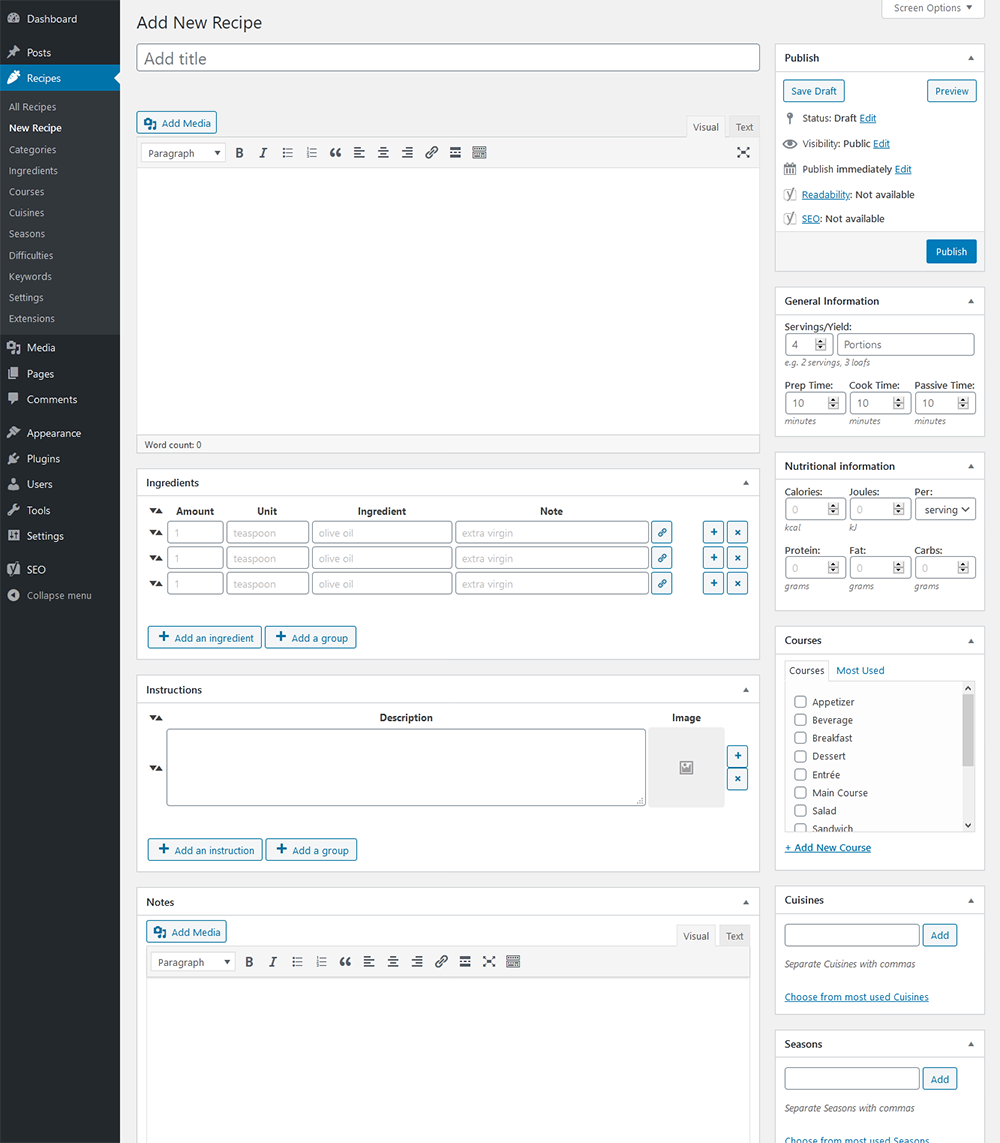 Dashboard
Posts
Recipes
All Recipes
New Recipe
Categories
Ingredients
Courses
Cuisines
Seasons
Difficulties
Keywords
Settings
Extensions
Media
Pages
Comments
Appearance
Plugins
Users
Tools
Settings
SEO
Collapse menu
Screen Options
Add New Recipe
Add title
Add Media
Visual Text
Paragraph B I
Word count: 0
Ingredients
Amount Unit Ingredient Note
1 teaspoon olive oil extra virgin + ×
1 teaspoon olive oil extra virgin + ×
1 teaspoon olive oil extra virgin + ×
+ Add an ingredient + Add a group
Instructions
Description Image
+
×
+ Add an instruction + Add a group
Notes
Add Media
Visual Text
Paragraph B I
Publish
Save Draft Preview
Status: Draft Edit
Visibility: Public Edit
Publish immediately Edit
Readability: Not available
SEO: Not available
Publish
General Information
Servings/Yield:
4 Portions
e.g. 2 servings, 3 loafs
Prep Time: Cook Time: Passive Time:
10 10 10
minutes minutes minutes
Nutritional information
Calories: Joules: Per:
0 0 serving
kcal kJ
Protein: Fat: Carbs:
0 0 0
grams grams grams
Courses
Courses Most Used
Appetizer
Beverage
Breakfast
Dessert
Entrée
Main Course
Salad
Sandwich
+ Add New Course
Cuisines
Add
Separate Cuisines with commas
Choose from most used Cuisines
Seasons
Add
Separate Seasons with commas
Choose from most used Seasons